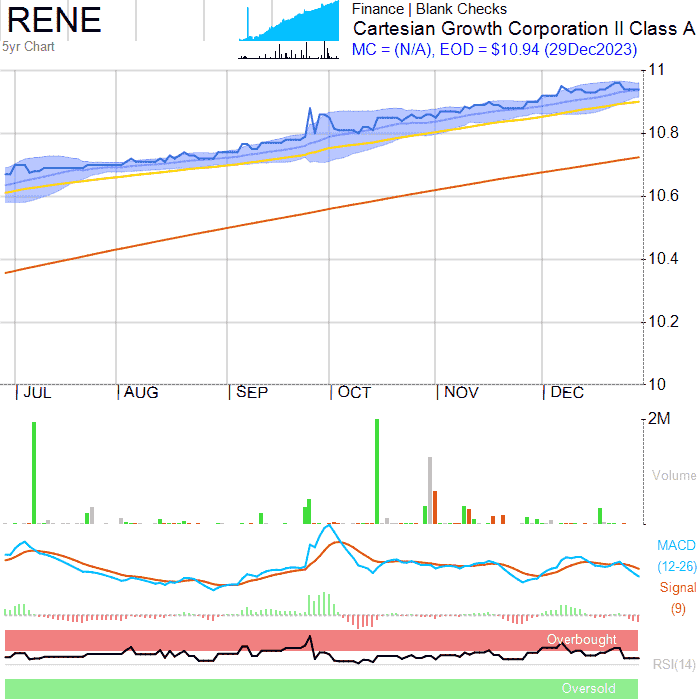 RENE
5yr Chart
Finance | Blank Checks
Cartesian Growth Corporation II Class A
MC = (N/A), EOD = $10.94 (29Dec2023)
11
10.8
10.6
10.4
10.2
10
JUL AUG SEP OCT NOV DEC
2M
Volume
MACD
(12-26)
Signal
(9)
Overbought
RSI(14)
Oversold